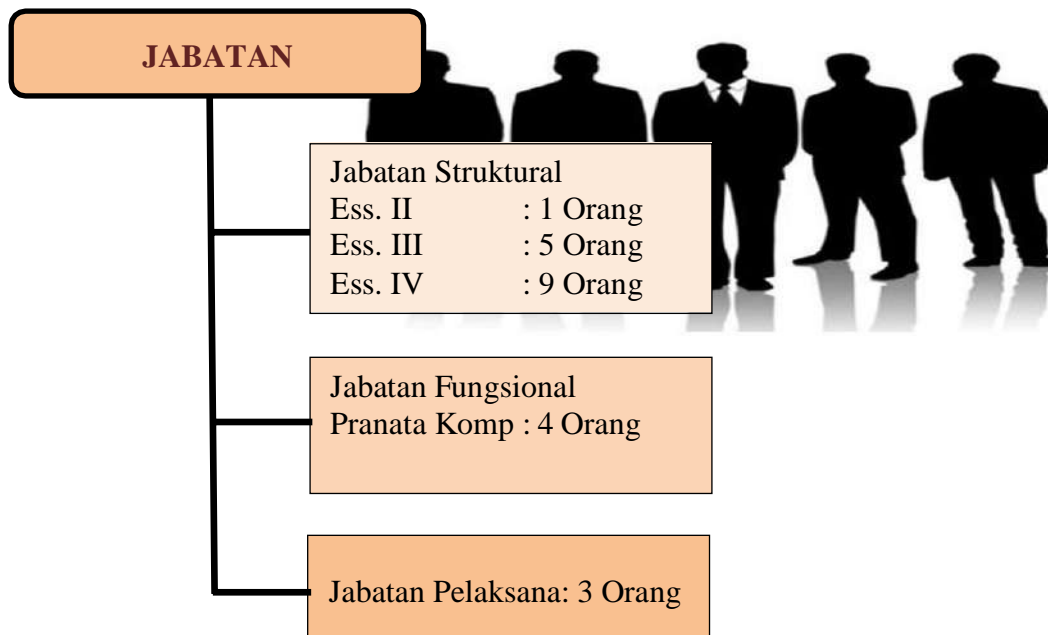 JABATAN
Jabatan Struktural
Ess. II : 1 Orang
Ess. III : 5 Orang
Ess. IV : 9 Orang
Jabatan Fungsional
Pranata Komp : 4 Orang
Jabatan Pelaksana: 3 Orang